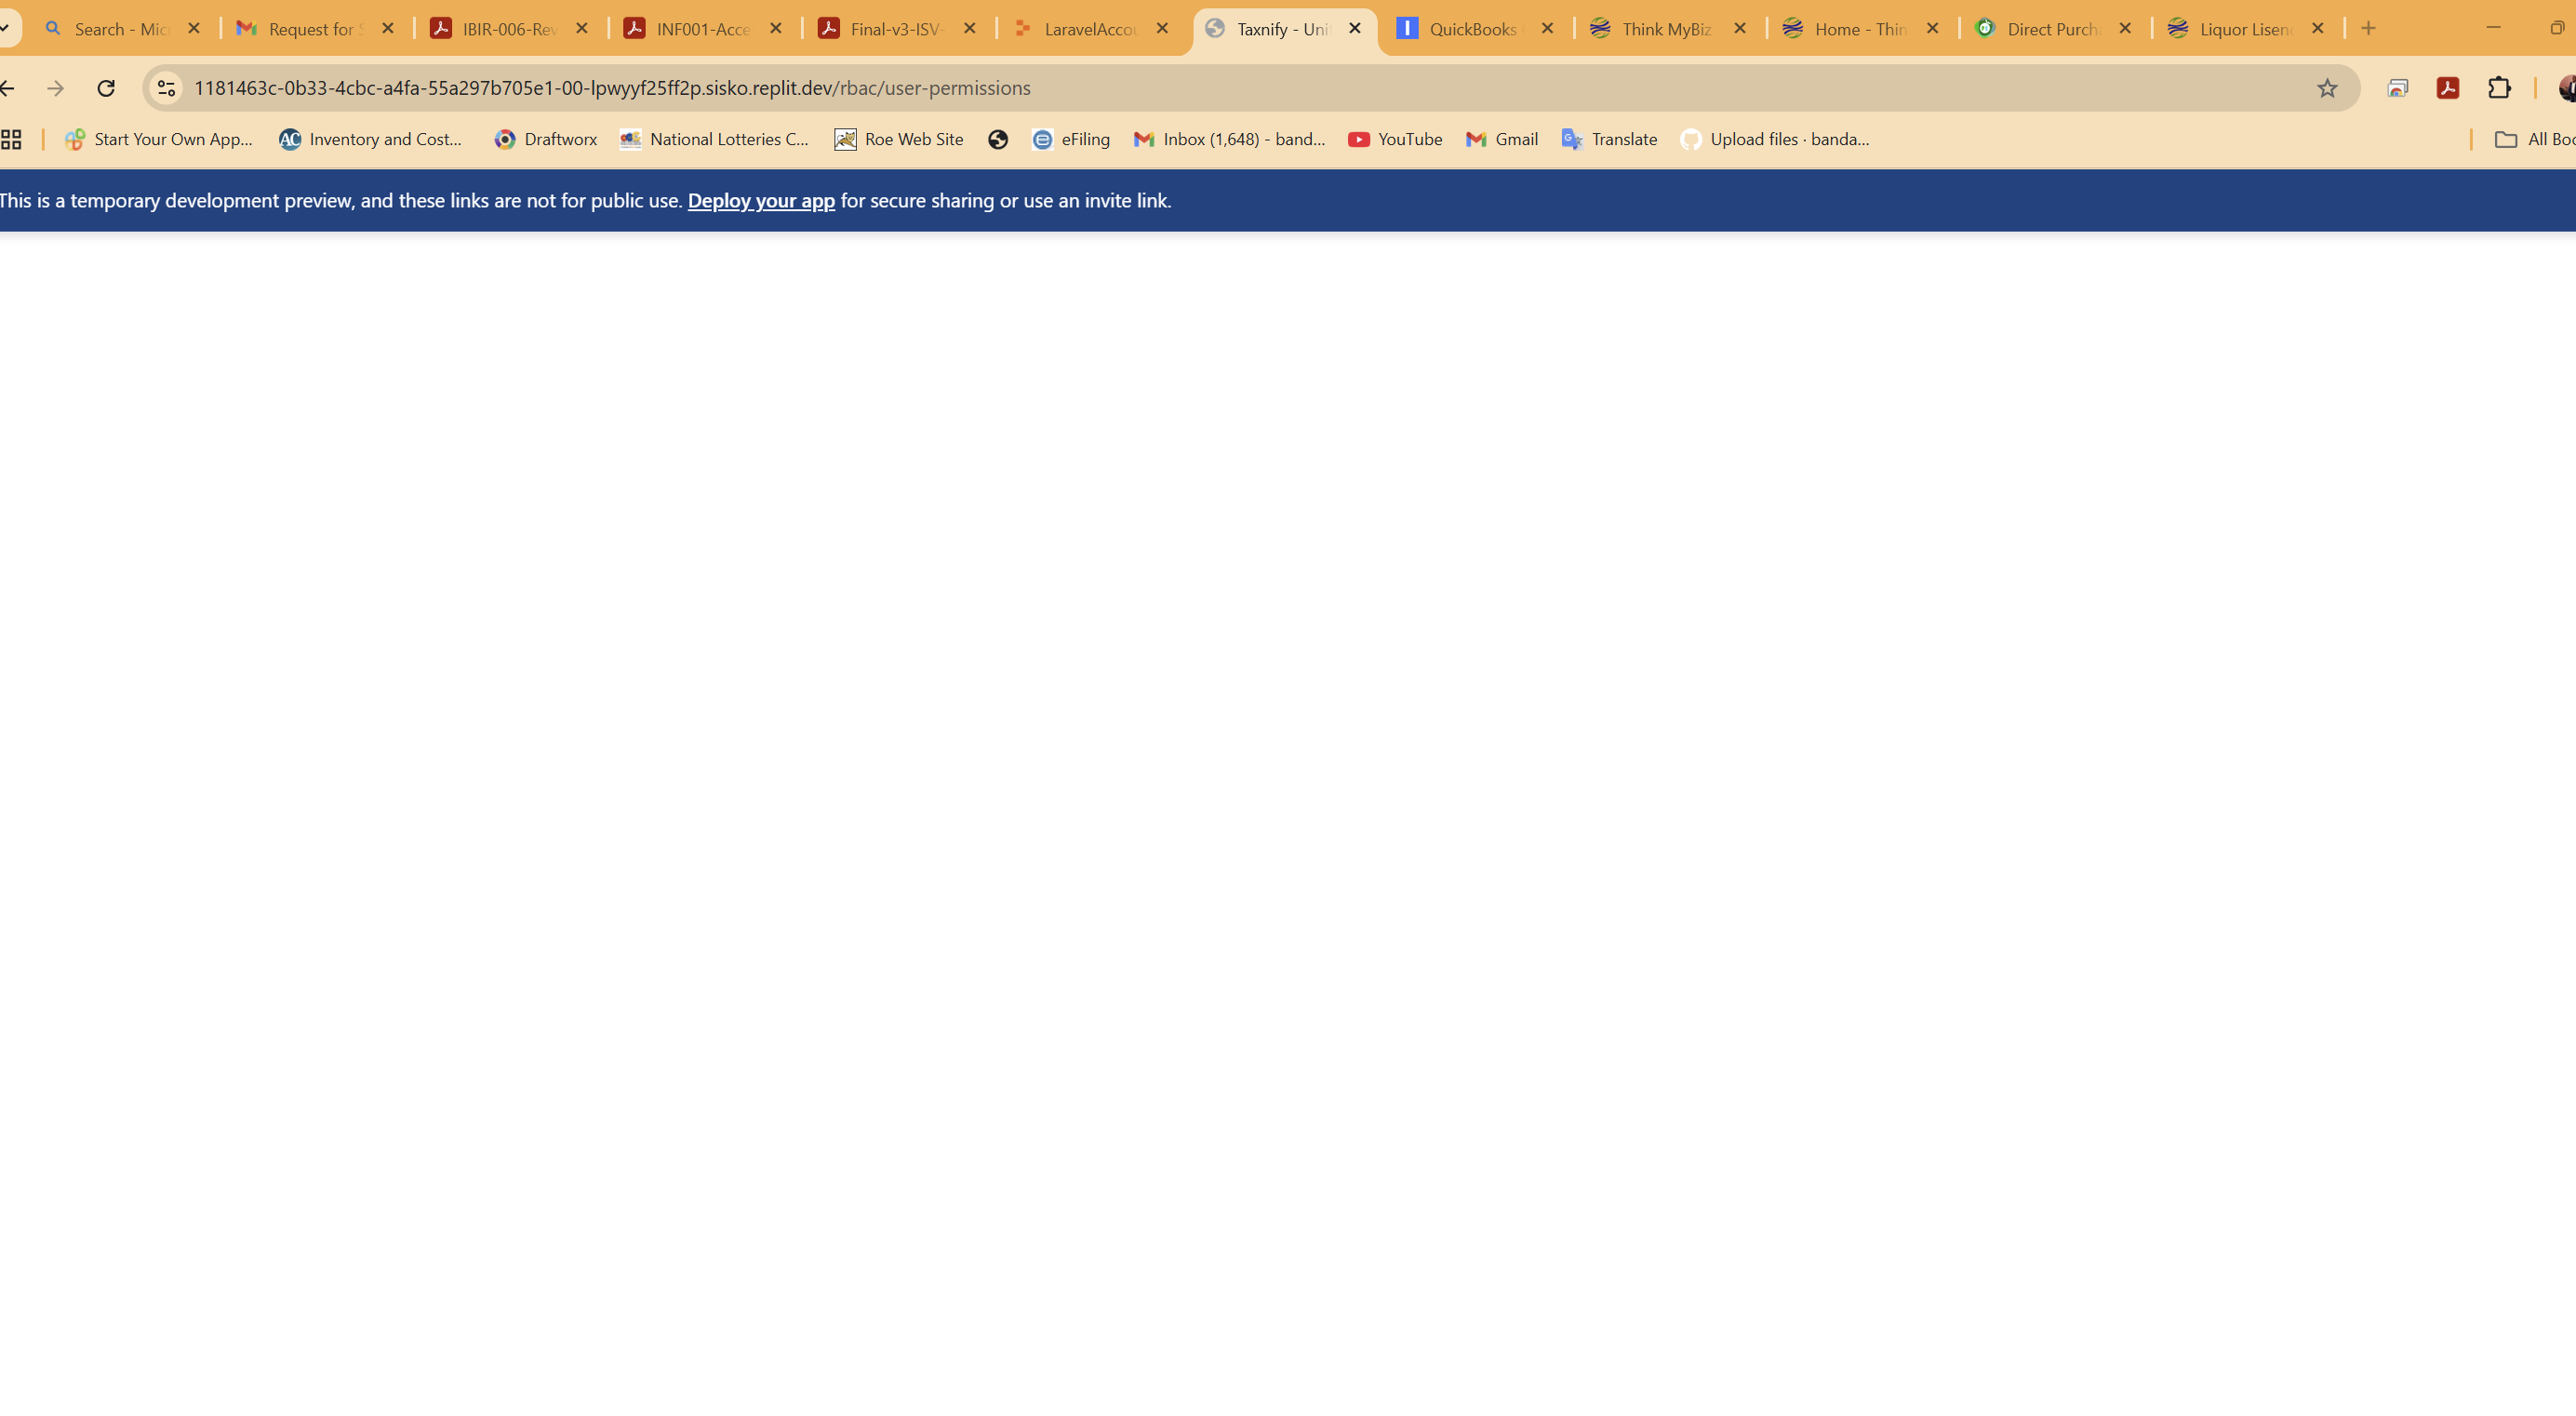 Search - Mic
Request for S
IBIR-006-Rev
INF001-Acce
Final-v3-ISV-
LaravelAccou
Taxnify - Uni
QuickBooks
Think MyBiz
Home - Thin
Direct Purch
Liquor Lisen
1181463c-0b33-4cbc-a4fa-55a297b705e1-00-lpwyyf25ff2p.sisko.replit.dev/rbac/user-permissions
Start Your Own App...
AC
Inventory and Cost...
Draftworx
National Lotteries C...
Roe Web Site
eFiling
Inbox (1,648) - band...
YouTube
Gmail
Translate
Upload files · banda...
All Boo
This is a temporary development preview, and these links are not for public use. Deploy your app for secure sharing or use an invite link.